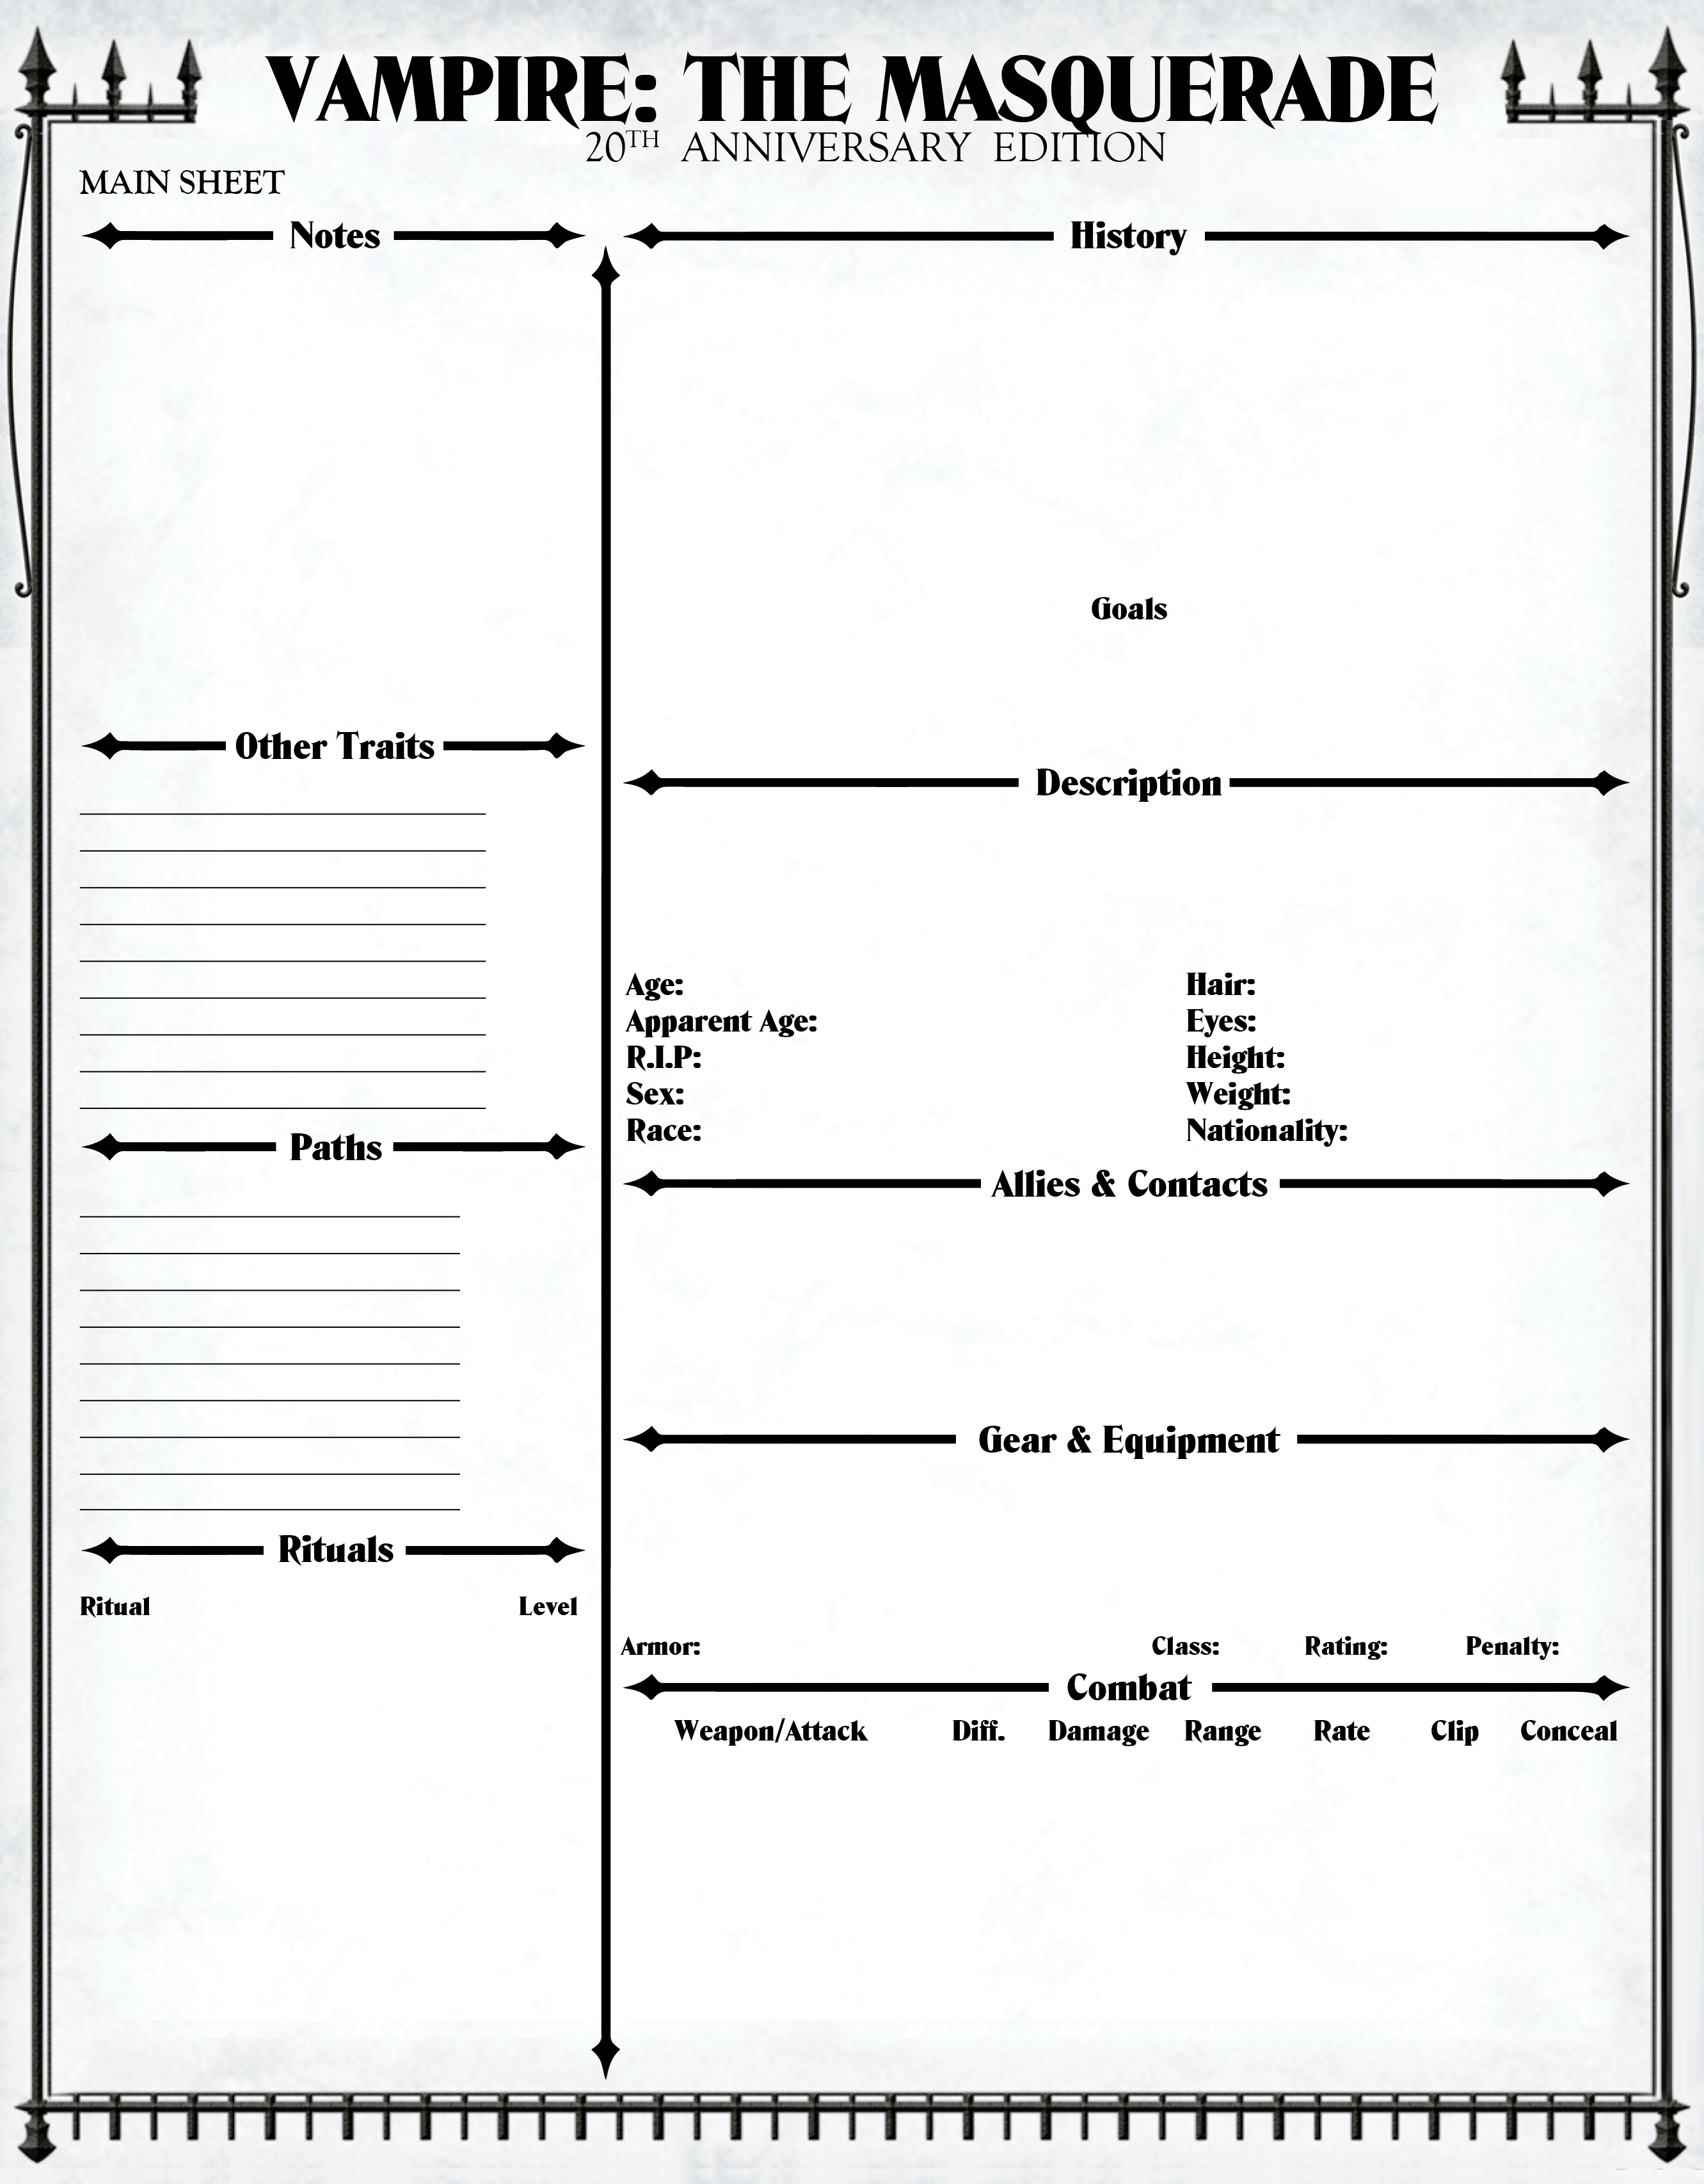 VAMPIRE: THE MASQUERADE
20TH ANNIVERSARY EDITION
MAIN SHEET
Notes
Other Traits
Paths
Rituals
Ritual Level
History
Goals
Description
Age: Hair:
Apparent Age: Eyes:
R.I.P: Height:
Sex: Weight:
Race: Nationality:
Allies & Contacts
Gear & Equipment
Armor: Class: Rating: Penalty:
Combat
Weapon/Attack Diff. Damage Range Rate Clip Conceal